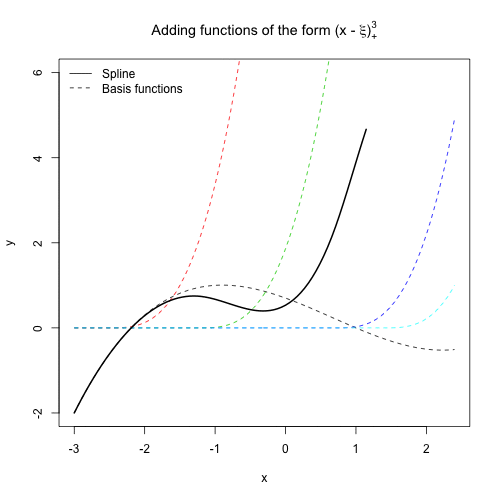 Adding functions of the form (x - ξ)³₊
Spline
Basis functions
y
6
4
2
0
-2
-3 -2 -1 0 1 2
x